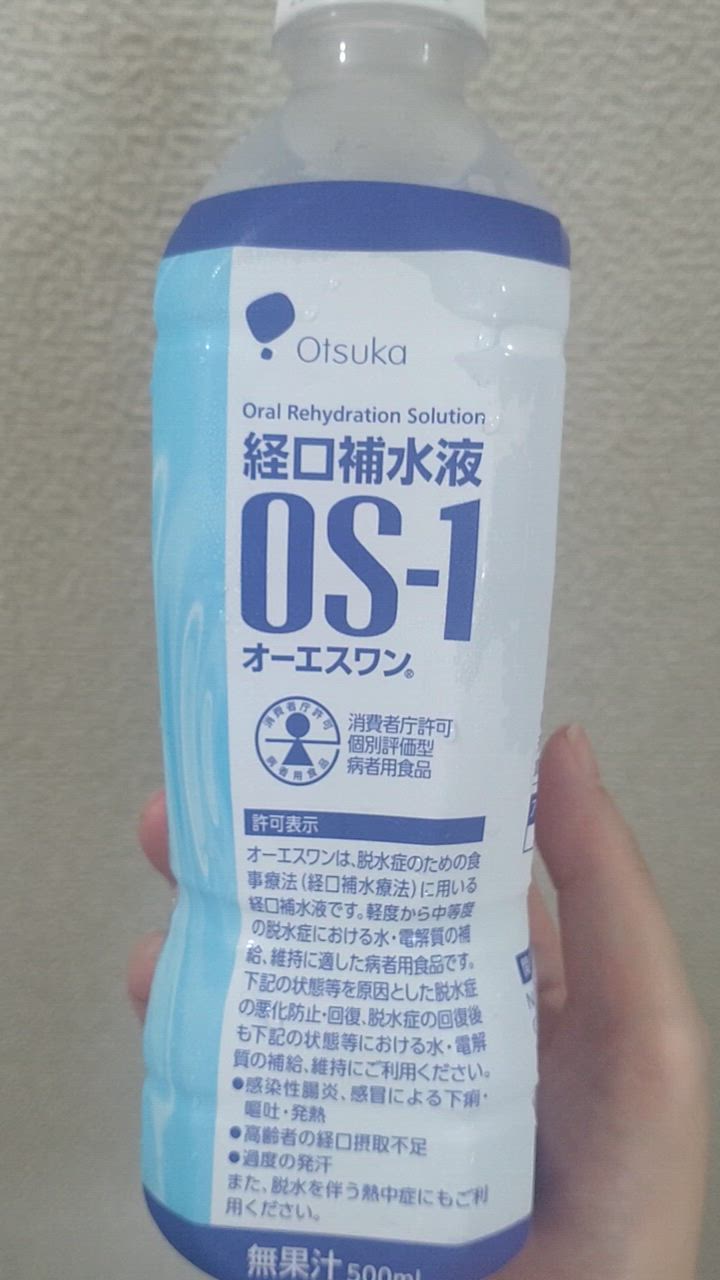 Otsuka
Oral Rehydration Solution
経口補水液
OS-1
オーエスワン®
消費者庁許可
病者用食品
消費者庁許可
個別評価型
病者用食品
許可表示
オーエスワンは、脱水症のための食
事療法(経口補水療法)に用いる
経口補水液です。軽度から中等度
の脱水症における水・電解質の補
給、維持に適した病者用食品です。
下記の状態等を原因とした脱水症
の悪化防止・回復、脱水症の回復後
も下記の状態等における水・電解
質の補給、維持にご利用ください。
●感染性腸炎、感冒による下痢・
嘔吐・発熱
●高齢者の経口摂取不足
●過度の発汗
また、脱水を伴う熱中症にもご利
用ください。
無果汁 500ml